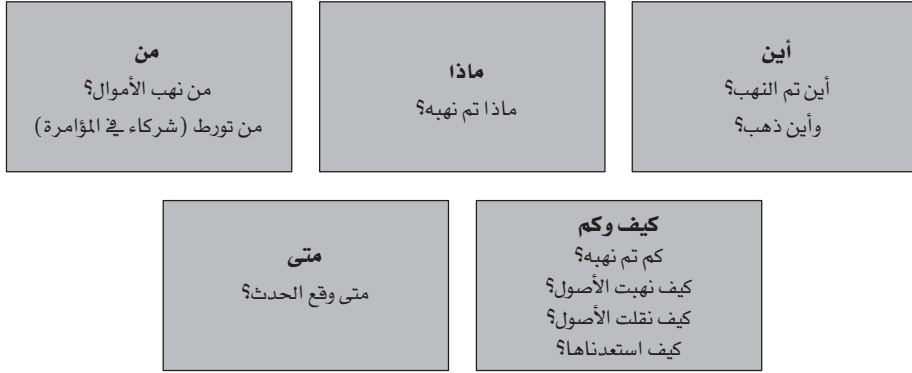 من
من نهب الأموال؟
من تورط (شركاء في المؤامرة)
ماذا
ماذا تم نهبه؟
أين
أين تم النهب؟
وأين ذهب؟
متى
متى وقع الحدث؟
كيف وكم
كم تم نهبه؟
كيف نهبت الأصول؟
كيف نقلت الأصول؟
كيف استعدناها؟